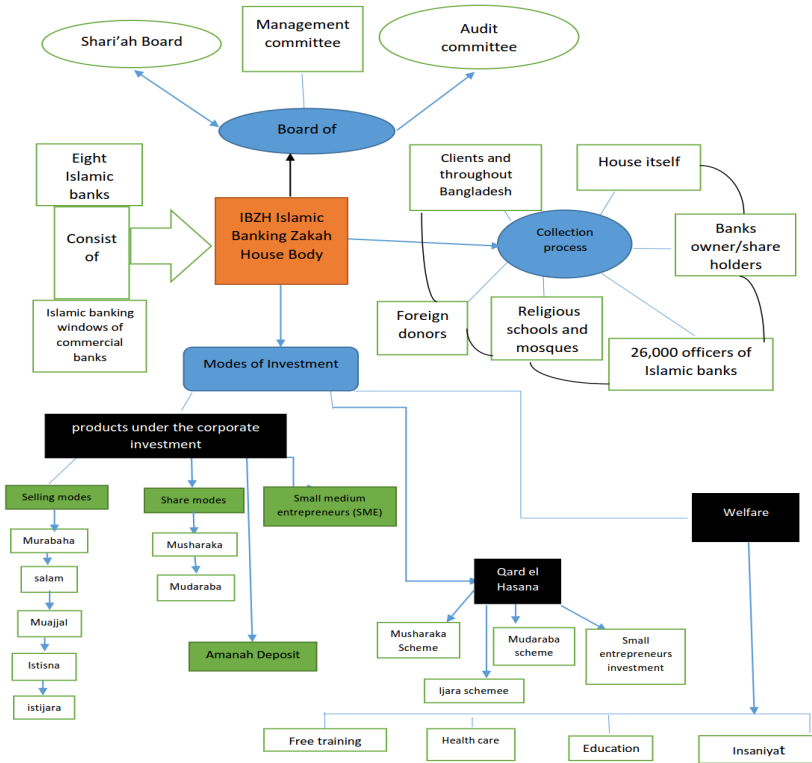 Shari'ah Board
Management
committee
Audit
committee
Board of
Eight
Islamic
banks
Consist
of
Islamic banking
windows of
commercial
banks
IBZH Islamic
Banking Zakah
House Body
Clients and
throughout
Bangladesh
House itself
Collection
process
Banks
owner/share
holders
Foreign
donors
Religious
schools and
mosques
26,000 officers of
Islamic banks
Modes of Investment
products under the corporate
investment
Selling modes
Share modes
Small medium
entrepreneurs (SME)
Welfare
Murabaha
salam
Muajjal
Istisna
istijara
Musharaka
Mudaraba
Amanah Deposit
Qard el
Hasana
Musharaka
Scheme
Ijara schemee
Mudaraba
scheme
Small
entrepreneurs
investment
Free training
Health care
Education
Insaniyat